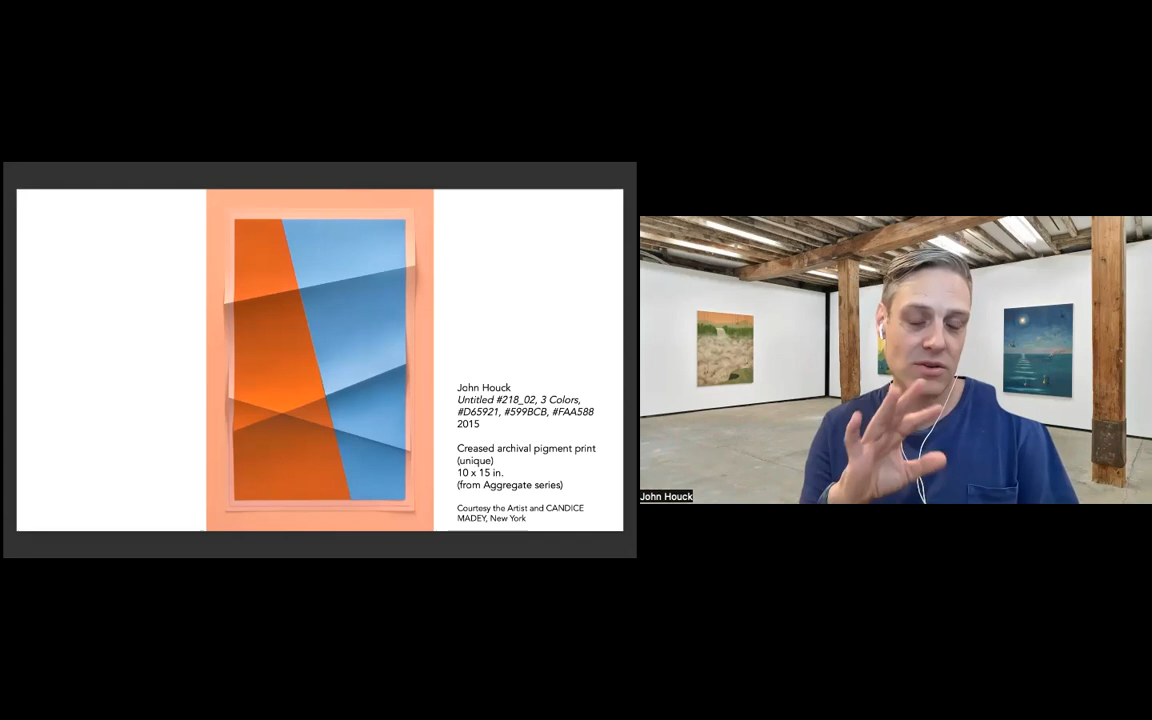 John Houck
Untitled #218_02, 3 Colors,
#D65921, #599BCB, #FAA588
2015
Creased archival pigment print
(unique)
10 x 15 in.
(from Aggregate series)
Courtesy the Artist and CANDICE
MADEY, New York
John Houck